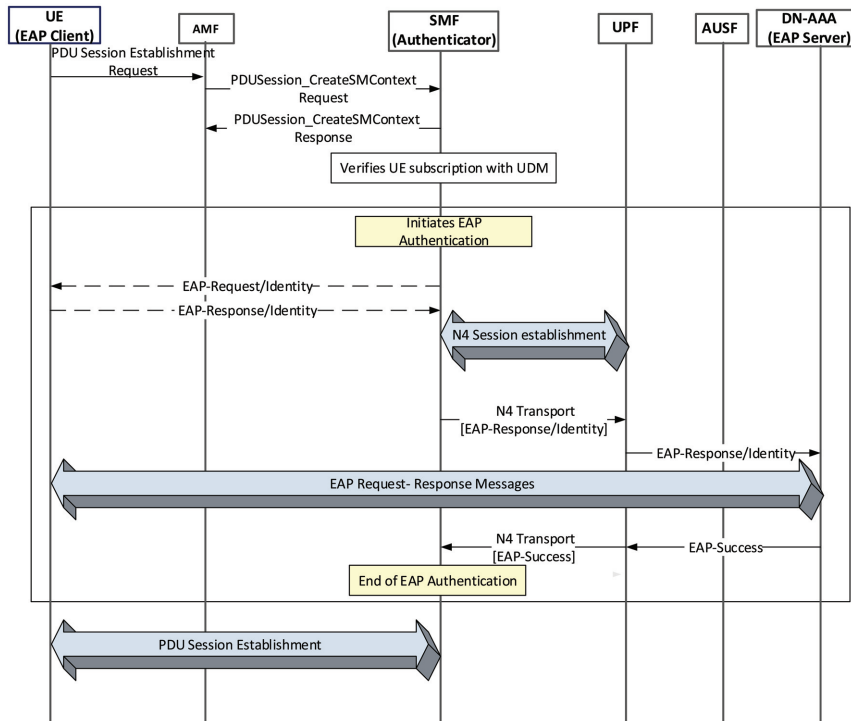 UE
(EAP Client)
AMF
SMF
(Authenticator)
UPF
AUSF
DN-AAA
(EAP Server)
PDU Session Establishment
Request
PDUSession_CreateSMContext
Request
PDUSession_CreateSMContext
Response
Verifies UE subscription with UDM
Initiates EAP
Authentication
EAP-Request/Identity
EAP-Response/Identity
N4 Session establishment
N4 Transport
[EAP-Response/Identity]
EAP-Response/Identity
EAP Request- Response Messages
N4 Transport
[EAP-Success]
EAP-Success
End of EAP Authentication
PDU Session Establishment